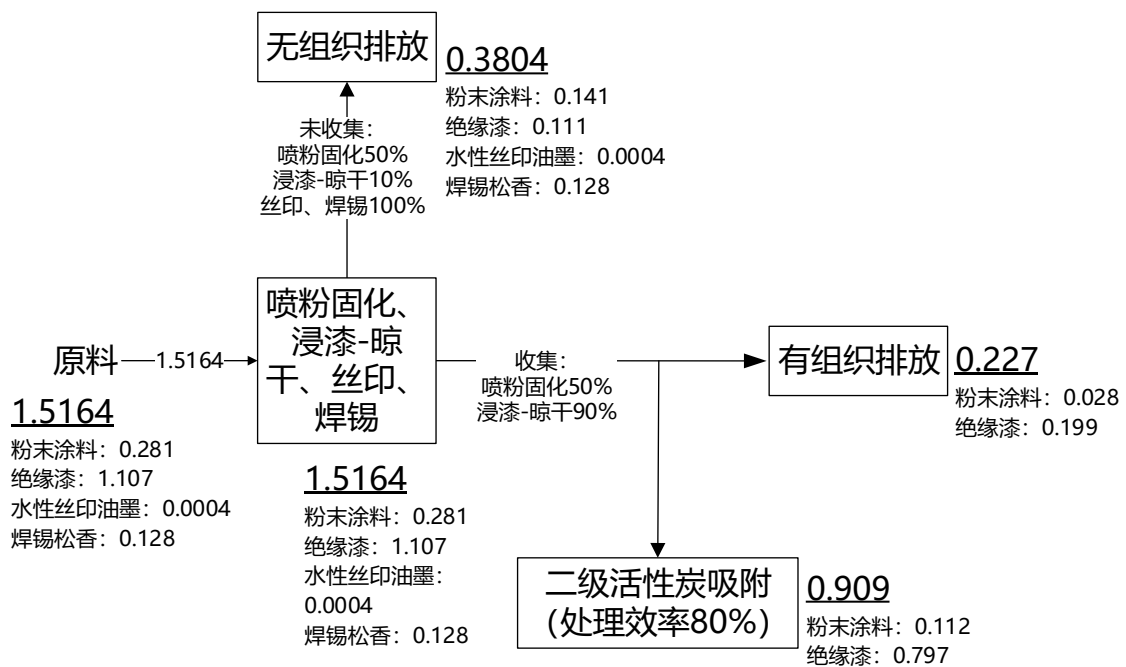 无组织排放
0.3804
粉末涂料：0.141
绝缘漆：0.111
水性丝印油墨：0.0004
焊锡松香：0.128
未收集：
喷粉固化50%
浸漆-晾干10%
丝印、焊锡100%
原料
1.5164
1.5164
粉末涂料：0.281
绝缘漆：1.107
水性丝印油墨：0.0004
焊锡松香：0.128
喷粉固化、
浸漆-晾
干、丝印、
焊锡
1.5164
粉末涂料：0.281
绝缘漆：1.107
水性丝印油墨：
0.0004
焊锡松香：0.128
收集：
喷粉固化50%
浸漆-晾干90%
有组织排放
0.227
粉末涂料：0.028
绝缘漆：0.199
二级活性炭吸附
（处理效率80%）
0.909
粉末涂料：0.112
绝缘漆：0.797